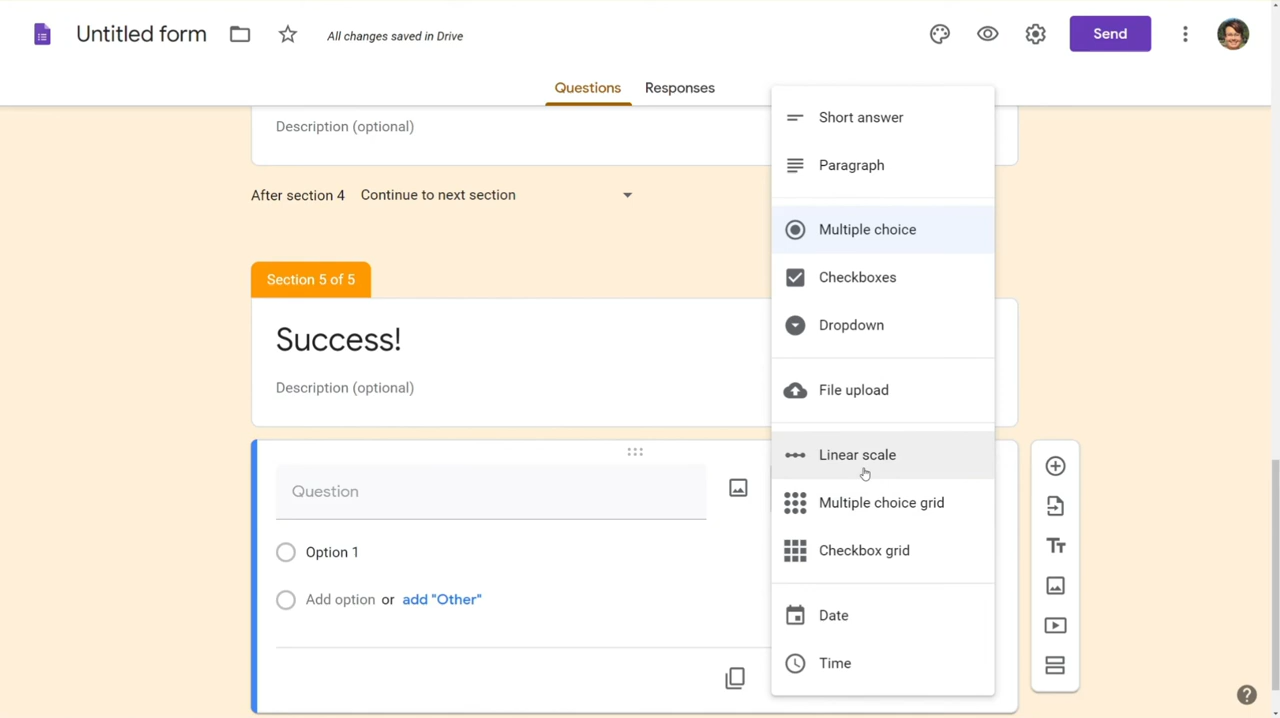 Untitled form
All changes saved in Drive
Send
Questions
Responses
Description (optional)
After section 4 Continue to next section
Section 5 of 5
Success!
Description (optional)
Question
Option 1
Add option or add "Other"
Short answer
Paragraph
Multiple choice
Checkboxes
Dropdown
File upload
Linear scale
Multiple choice grid
Checkbox grid
Date
Time